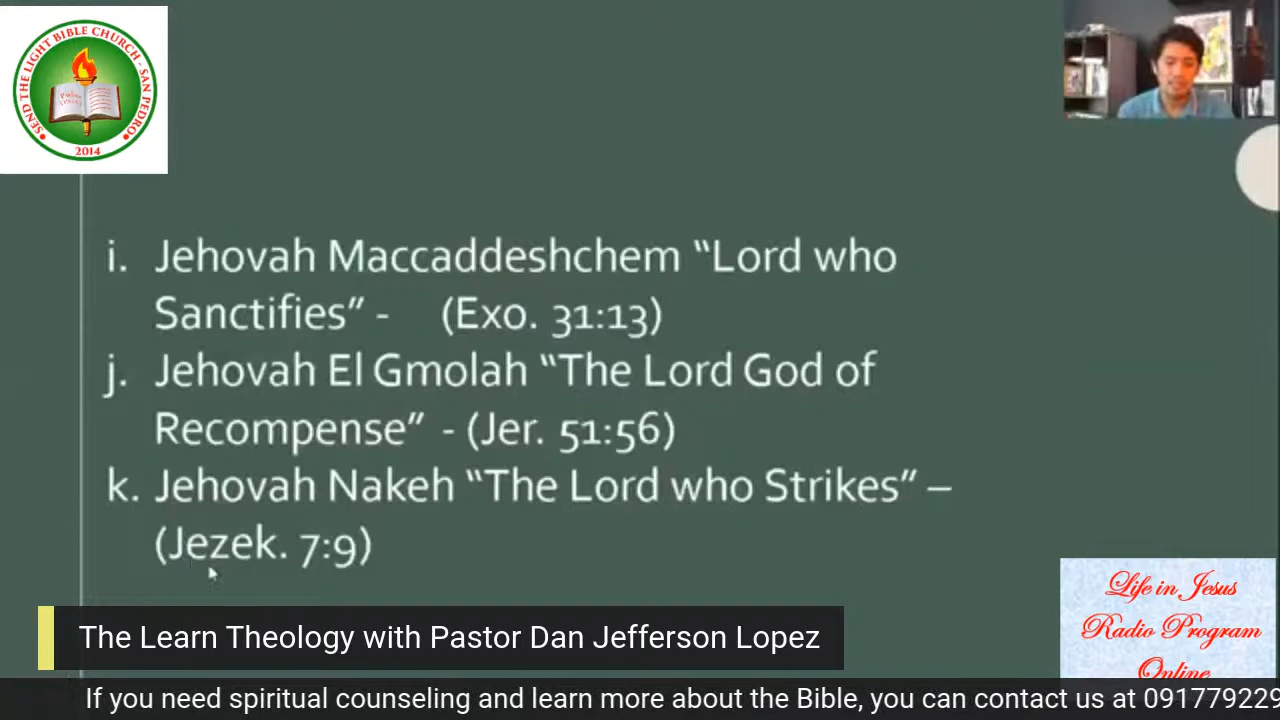 SEND THE LIGHT BIBLE CHURCH - SAN PEDRO
2014
i. Jehovah Maccaddeshchem “Lord who
Sanctifies” - (Exo. 31:13)
j. Jehovah El Gmolah “The Lord God of
Recompense” - (Jer. 51:56)
k. Jehovah Nakeh “The Lord who Strikes” –
(Jezek. 7:9)
Life in Jesus
Radio Program
Online
The Learn Theology with Pastor Dan Jefferson Lopez
If you need spiritual counseling and learn more about the Bible, you can contact us at 091779229